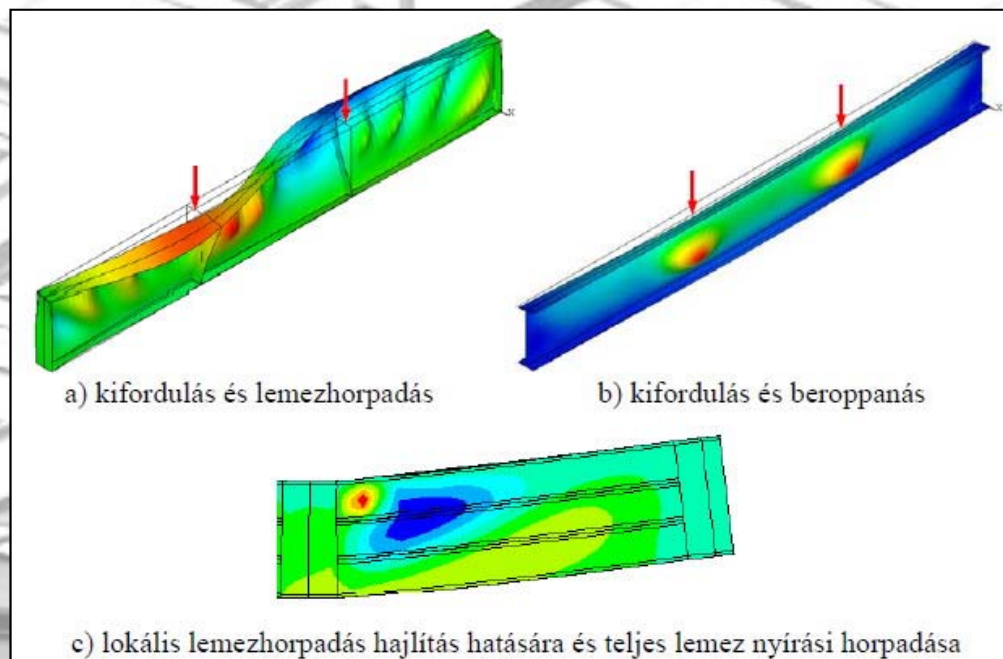 x
x
a) kifordulás és lemezhorpadás
b) kifordulás és beroppanás
c) lokális lemezhorpadás hajlítás hatására és teljes lemez nyírási horpadása